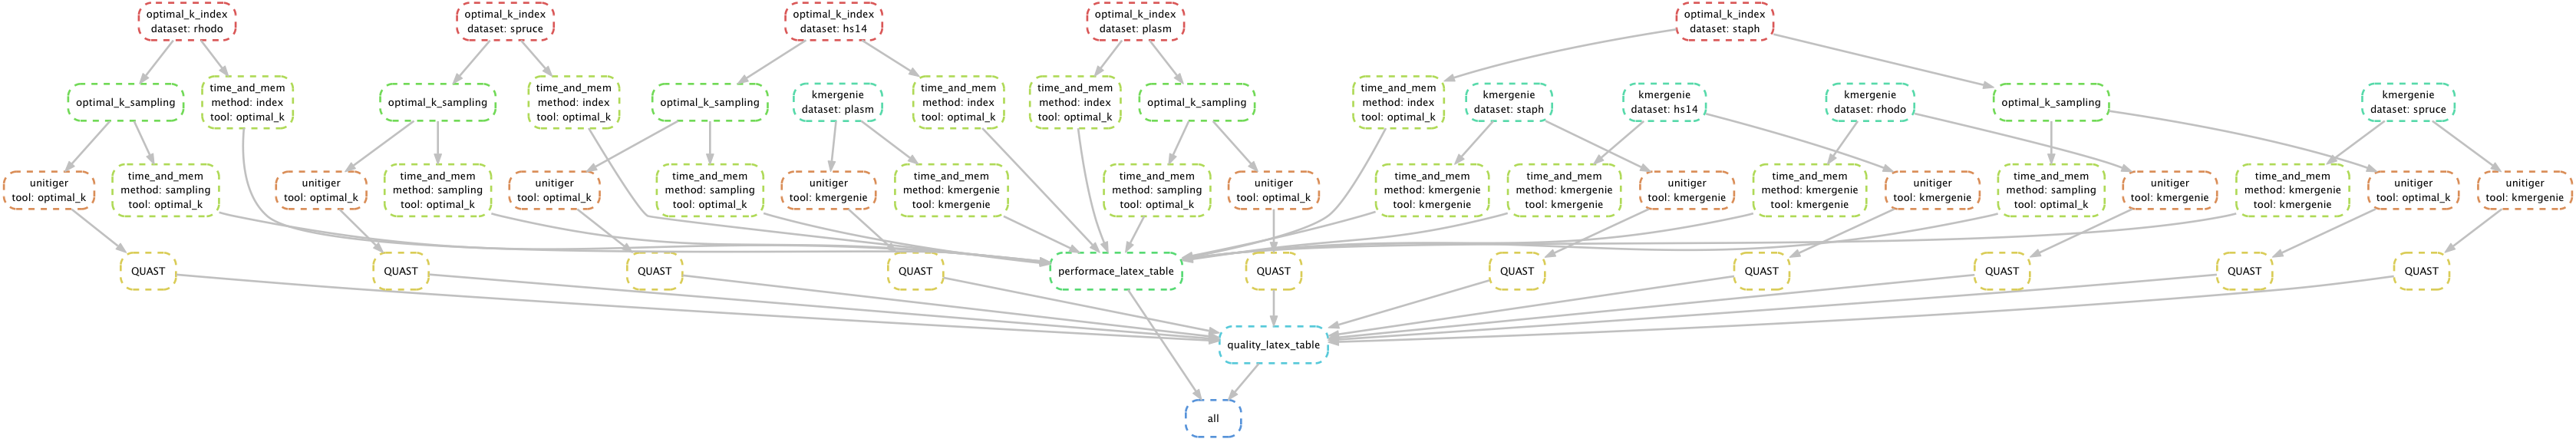 optimal_k_index
dataset: rhodo
optimal_k_index
dataset: spruce
optimal_k_index
dataset: hs14
optimal_k_index
dataset: plasm
optimal_k_index
dataset: staph
optimal_k_sampling
time_and_mem
method: index
tool: optimal_k
optimal_k_sampling
time_and_mem
method: index
tool: optimal_k
optimal_k_sampling
kmergenie
dataset: plasm
time_and_mem
method: index
tool: optimal_k
time_and_mem
method: index
tool: optimal_k
optimal_k_sampling
time_and_mem
method: index
tool: optimal_k
kmergenie
dataset: staph
kmergenie
dataset: hs14
kmergenie
dataset: rhodo
optimal_k_sampling
kmergenie
dataset: spruce
unitiger
tool: optimal_k
time_and_mem
method: sampling
tool: optimal_k
unitiger
tool: optimal_k
time_and_mem
method: sampling
tool: optimal_k
unitiger
tool: optimal_k
time_and_mem
method: sampling
tool: optimal_k
unitiger
tool: kmergenie
time_and_mem
method: kmergenie
tool: kmergenie
time_and_mem
method: sampling
tool: optimal_k
unitiger
tool: optimal_k
time_and_mem
method: kmergenie
tool: kmergenie
time_and_mem
method: kmergenie
tool: kmergenie
unitiger
tool: kmergenie
time_and_mem
method: kmergenie
tool: kmergenie
unitiger
tool: kmergenie
time_and_mem
method: sampling
tool: optimal_k
unitiger
tool: kmergenie
time_and_mem
method: kmergenie
tool: kmergenie
unitiger
tool: optimal_k
unitiger
tool: kmergenie
QUAST
QUAST
QUAST
QUAST
performace_latex_table
QUAST
QUAST
QUAST
QUAST
QUAST
QUAST
quality_latex_table
all